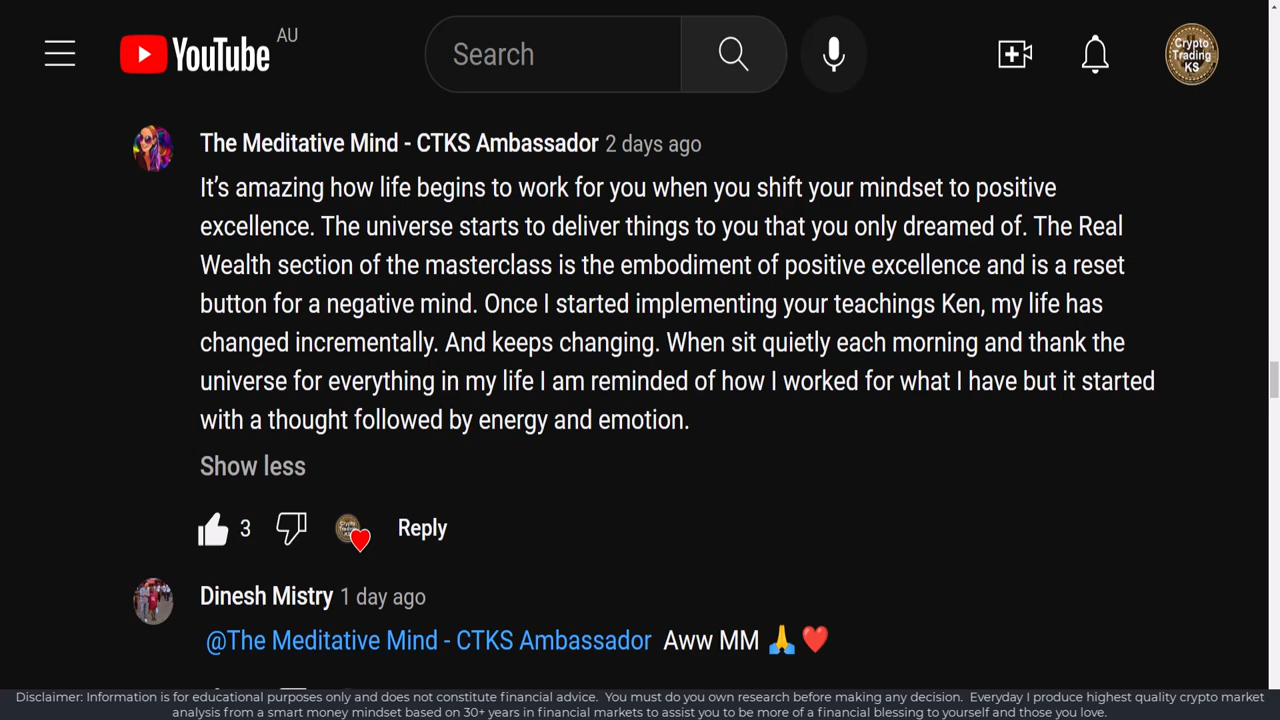 YouTube AU
Search
Crypto
Trading
KS
The Meditative Mind - CTKS Ambassador 2 days ago
It’s amazing how life begins to work for you when you shift your mindset to positive
excellence. The universe starts to deliver things to you that you only dreamed of. The Real
Wealth section of the masterclass is the embodiment of positive excellence and is a reset
button for a negative mind. Once I started implementing your teachings Ken, my life has
changed incrementally. And keeps changing. When sit quietly each morning and thank the
universe for everything in my life I am reminded of how I worked for what I have but it started
with a thought followed by energy and emotion.
Show less
3 Reply
Dinesh Mistry 1 day ago
@The Meditative Mind - CTKS Ambassador Aww MM 🙏 ❤️
Disclaimer: Information is for educational purposes only and does not constitute financial advice. You must do you own research before making any decision. Everyday I produce highest quality crypto market
analysis from a smart money mindset based on 30+ years in financial markets to assist you to be more of a financial blessing to yourself and those you love